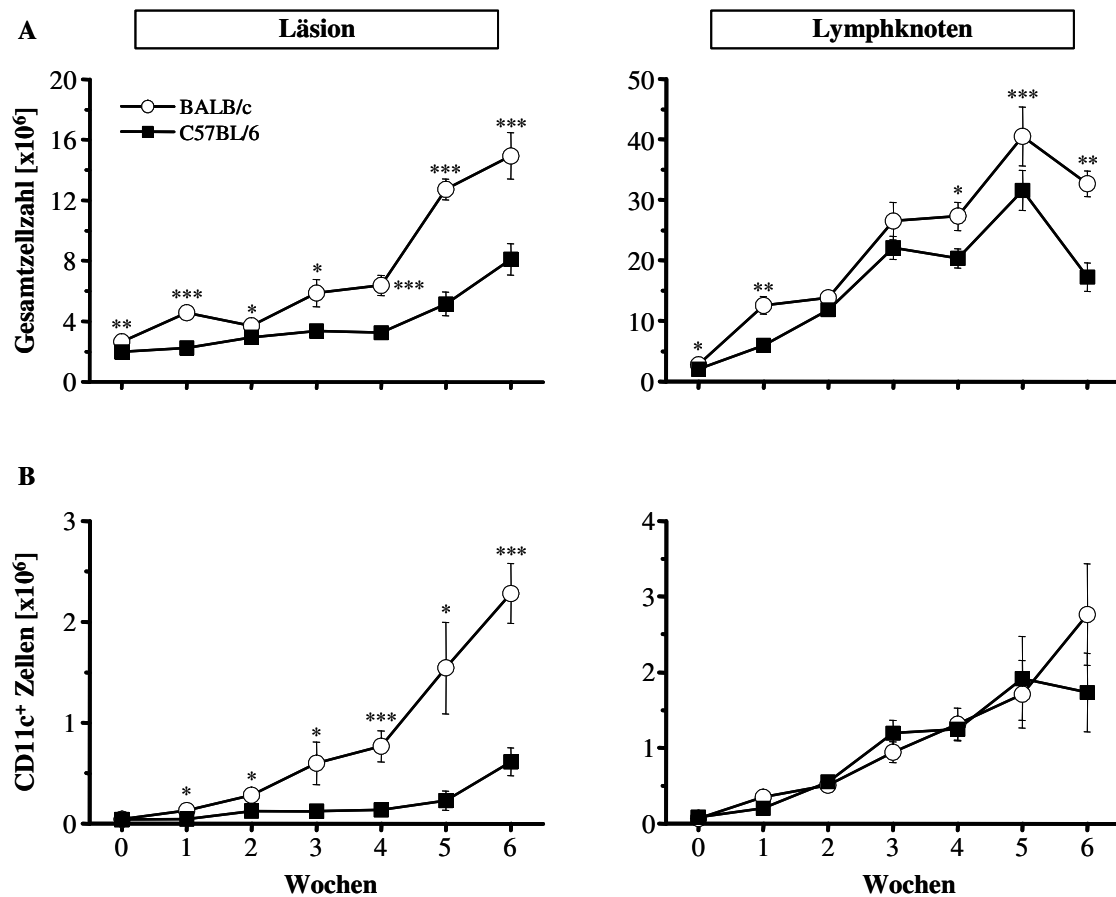 A
Läsion
Lymphknoten
Gesamtzellzahl [x10⁶]
20
16
12
8
4
0
BALB/c
C57BL/6
** *** * * *** *** ***
50
40
30
20
10
0
* ** * *** **
B
CD11c⁺ Zellen [x10⁶]
3
2
1
0
* * * *** * ***
0 1 2 3 4 5 6
Wochen
4
3
2
1
0
0 1 2 3 4 5 6
Wochen